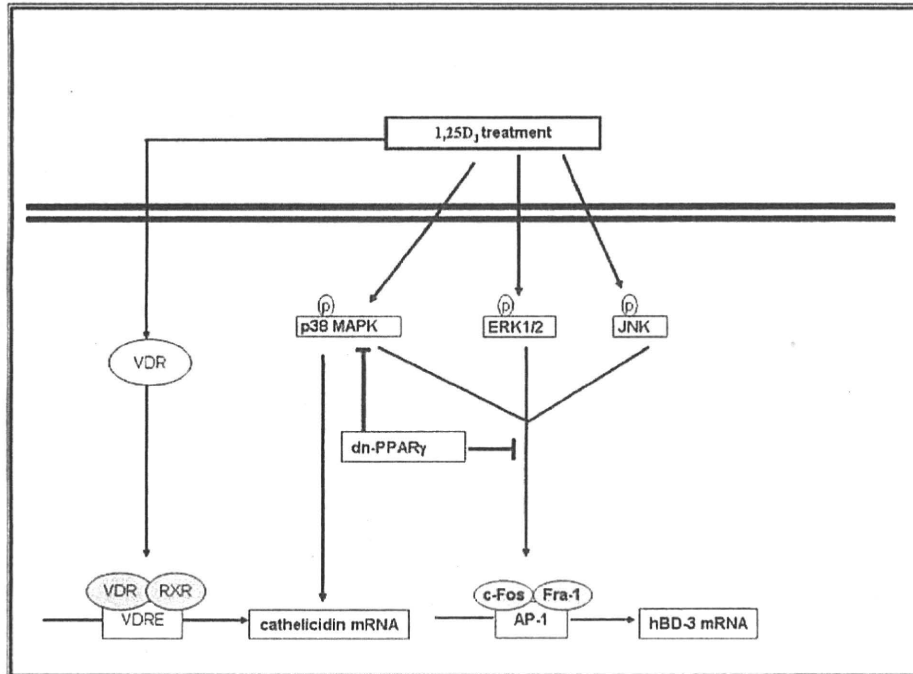 1,25D3 treatment
p
p
p
p38 MAPK
ERK1/2
JNK
VDR
dn-PPARγ
VDR
RXR
c-Fos
Fra-1
VDRE
cathelicidin mRNA
AP-1
hBD-3 mRNA